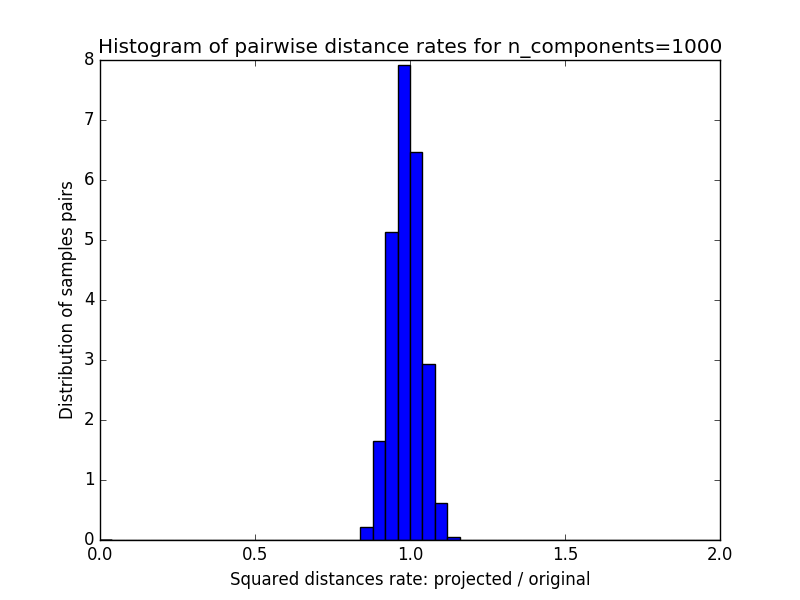 Histogram of pairwise distance rates for n_components=1000
8
7
6
5
4
3
2
1
0
Distribution of samples pairs
0.0 0.5 1.0 1.5 2.0
Squared distances rate: projected / original